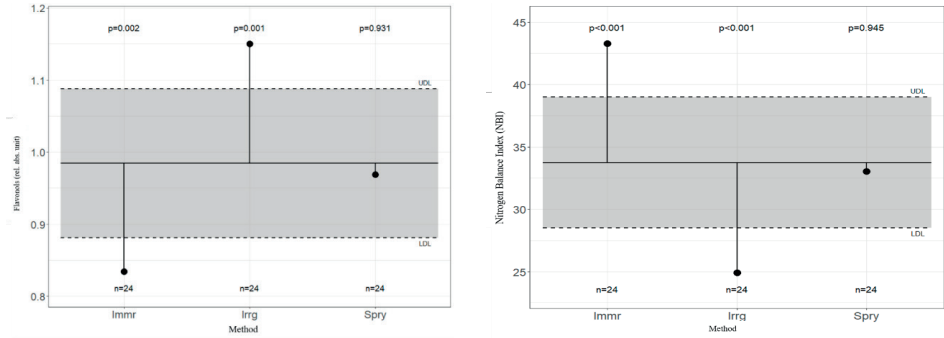 1.2
1.1
1.0
0.9
0.8
Flavonols (rel. abs. unit)
p=0.002
p=0.001
p=0.931
UDL
LDL
n=24
n=24
n=24
Immr
Irrg
Spry
Method
45
40
35
30
25
Nitrogen Balance Index (NBI)
p<0.001
p<0.001
p=0.945
UDL
LDL
n=24
n=24
n=24
Immr
Irrg
Spry
Method